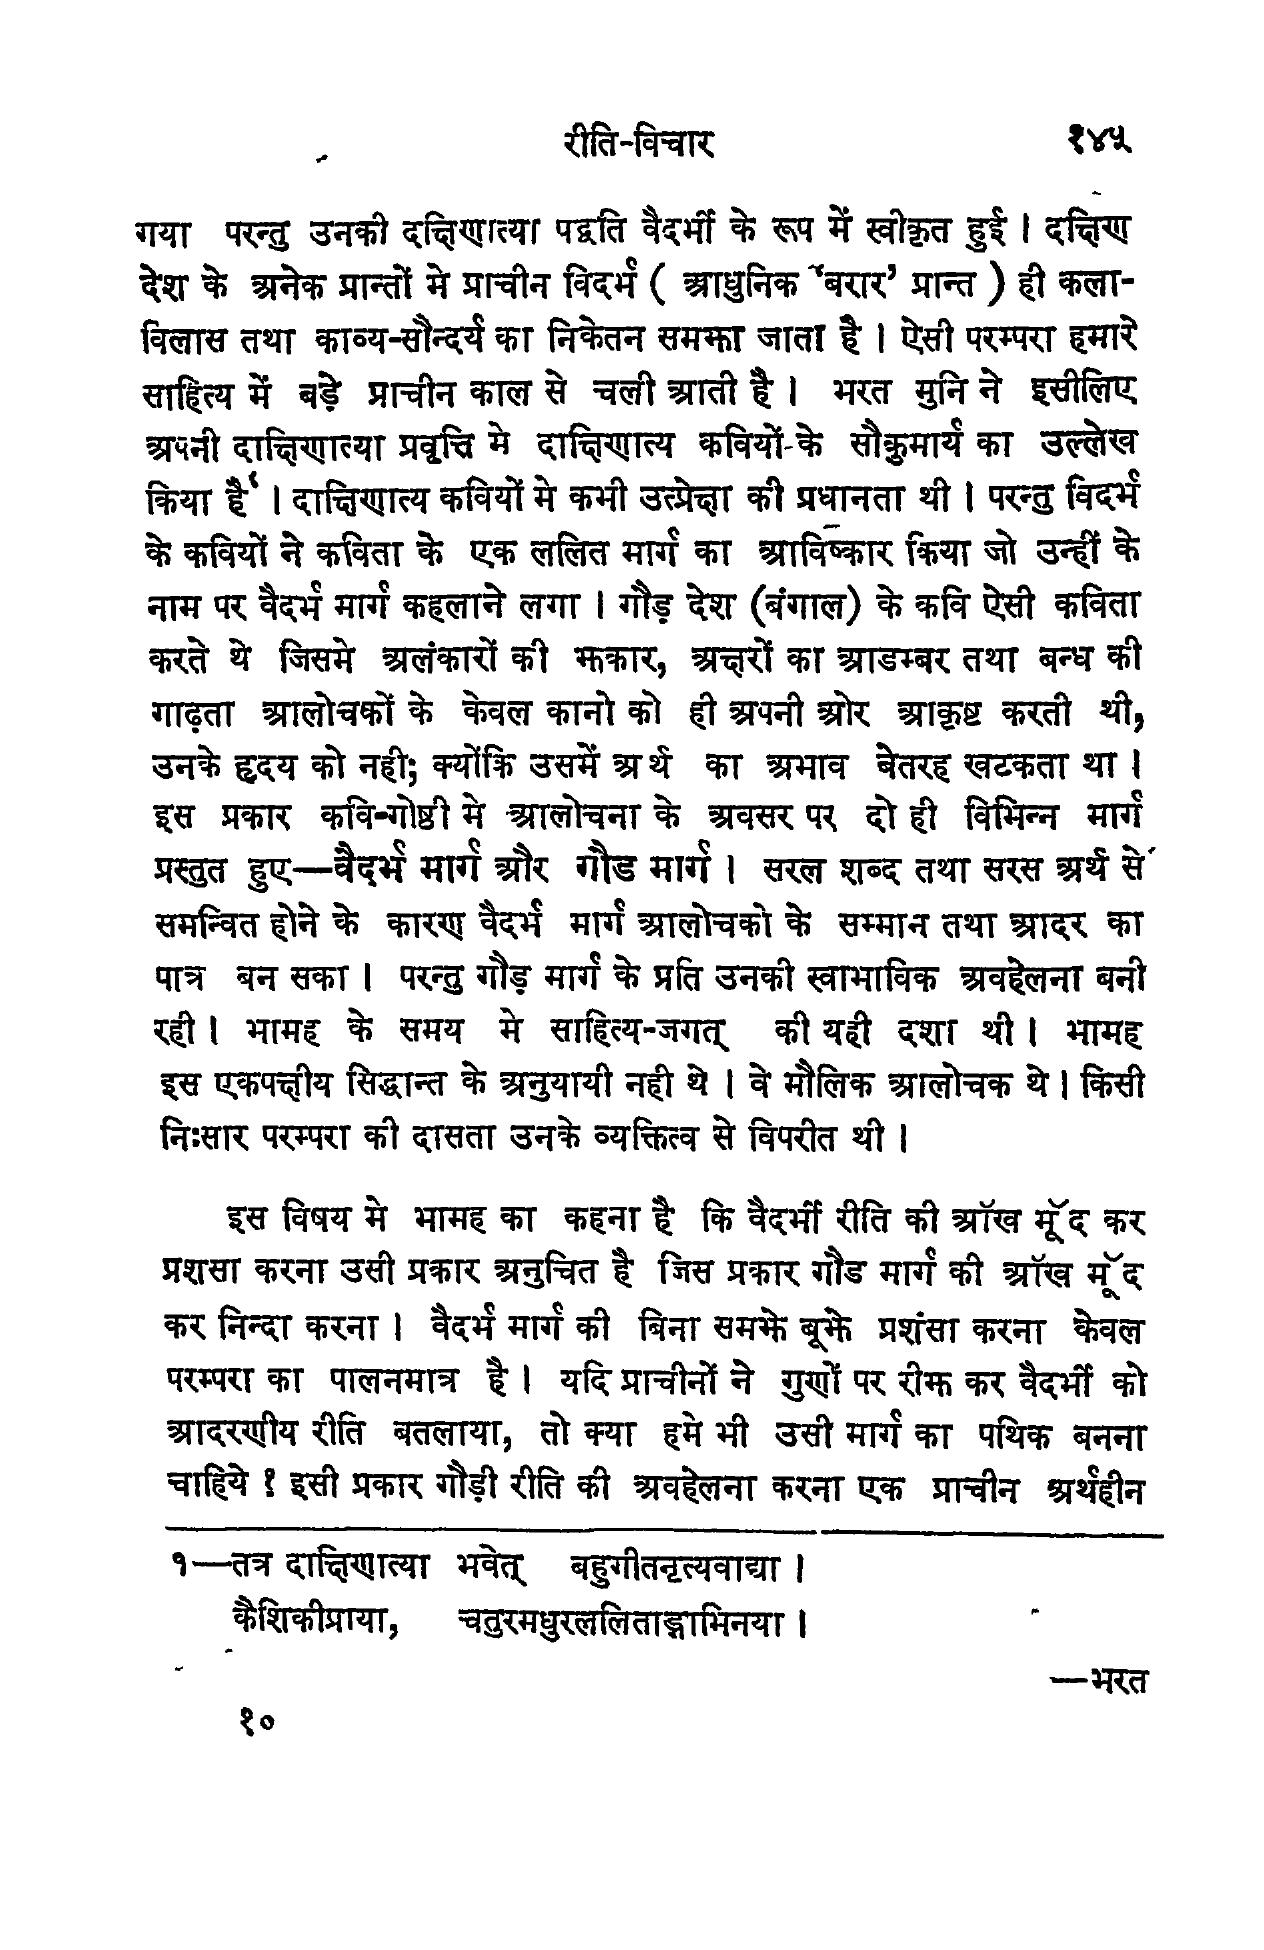 रीति-विचार १४५
गया परन्तु उनकी दक्षिणात्या पद्वति वैदर्भी के रूप में स्वीकृत हुई । दक्षिण
देश के अनेक प्रान्तों मे प्राचीन विदर्भ ( आधुनिक 'बरार' प्रान्त ) ही कला-
विलास तथा काव्य-सौन्दर्य का निकेतन समझा जाता है । ऐसी परम्परा हमारे
साहित्य में बड़े प्राचीन काल से चली आती है । भरत मुनि ने इसीलिए
अपनी दाक्षिणात्या प्रवृत्ति मे दाक्षिणात्य कवियों-के सौकुमार्य का उल्लेख
किया है¹ । दाक्षिणात्य कवियों मे कभी उत्प्रेक्षा की प्रधानता थी । परन्तु विदर्भ
के कवियों ने कविता के एक ललित मार्ग का आविष्कार किया जो उन्हीं के
नाम पर वैदर्भ मार्ग कहलाने लगा । गौड़ देश (बंगाल) के कवि ऐसी कविता
करते थे जिसमे अलंकारों की झकार, अक्षरों का आडम्बर तथा बन्ध की
गाढ़ता आलोचकों के केवल कानो को ही अपनी ओर आकृष्ट करती थी,
उनके हृदय को नही; क्योंकि उसमें अर्थ का अभाव बेतरह खटकता था ।
इस प्रकार कवि-गोष्ठी मे आलोचना के अवसर पर दो ही विभिन्न मार्ग
प्रस्तुत हुए—वैदर्भ मार्ग और गौड मार्ग । सरल शब्द तथा सरस अर्थ से
समन्वित होने के कारण वैदर्भ मार्ग आलोचको के सम्मान तथा आदर का
पात्र बन सका । परन्तु गौड़ मार्ग के प्रति उनकी स्वाभाविक अवहेलना बनी
रही । भामह के समय मे साहित्य-जगत् की यही दशा थी । भामह
इस एकपक्षीय सिद्धान्त के अनुयायी नही थे । वे मौलिक आलोचक थे । किसी
निःसार परम्परा की दासता उनके व्यक्तित्व से विपरीत थी ।
इस विषय मे भामह का कहना है कि वैदर्भी रीति की आँख मूँद कर
प्रशसा करना उसी प्रकार अनुचित है जिस प्रकार गौड मार्ग की आँख मूँद
कर निन्दा करना । वैदर्भ मार्ग की बिना समझे बूझे प्रशंसा करना केवल
परम्परा का पालनमात्र है । यदि प्राचीनों ने गुणों पर रीझ कर वैदर्भी को
आदरणीय रीति बतलाया, तो क्या हमे भी उसी मार्ग का पथिक बनना
चाहिये ? इसी प्रकार गौड़ी रीति की अवहेलना करना एक प्राचीन अर्थहीन
१—तत्र दाक्षिणात्या भवेत् बहुगीतनृत्यवाद्या ।
कैशिकीप्राया, चतुरमधुरललिताङ्गाभिनया ।
—भरत
१०